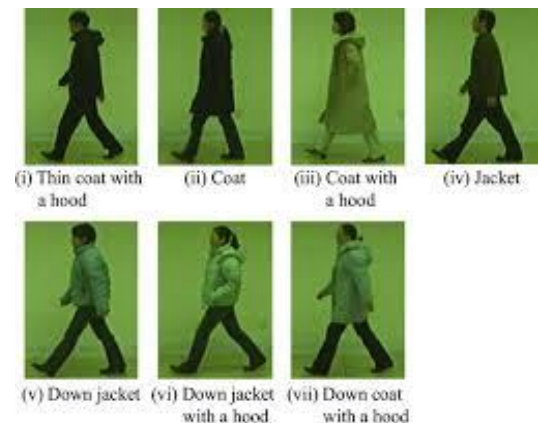 (i) Thin coat with
a hood
(ii) Coat
(iii) Coat with
a hood
(iv) Jacket
(v) Down jacket
(vi) Down jacket
with a hood
(vii) Down coat
with a hood